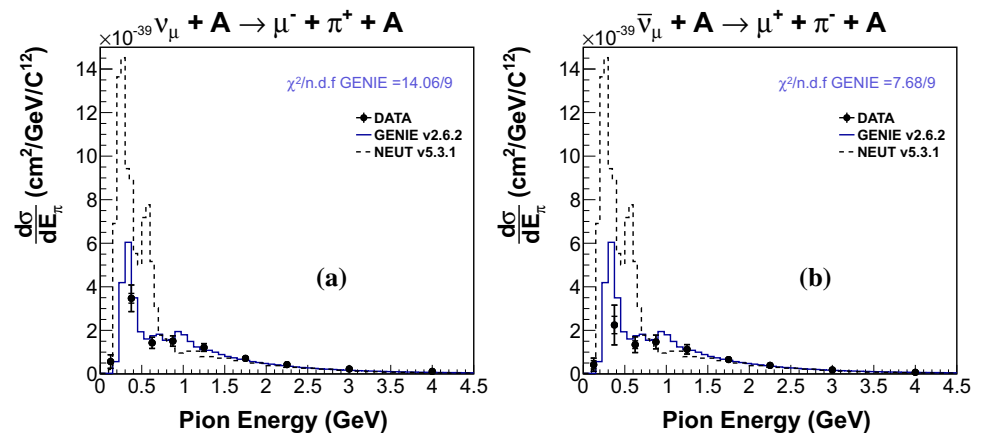 ν_μ + A → μ⁻ + π⁺ + A
×10⁻³⁹
χ²/n.d.f GENIE =14.06/9
DATA
GENIE v2.6.2
NEUT v5.3.1
(a)
dσ/dE_π (cm²/GeV/C¹²)
14
12
10
8
6
4
2
0
0 0.5 1 1.5 2 2.5 3 3.5 4 4.5
Pion Energy (GeV)
ν̄_μ + A → μ⁺ + π⁻ + A
×10⁻³⁹
χ²/n.d.f GENIE =7.68/9
DATA
GENIE v2.6.2
NEUT v5.3.1
(b)
dσ/dE_π (cm²/GeV/C¹²)
14
12
10
8
6
4
2
0
0 0.5 1 1.5 2 2.5 3 3.5 4 4.5
Pion Energy (GeV)